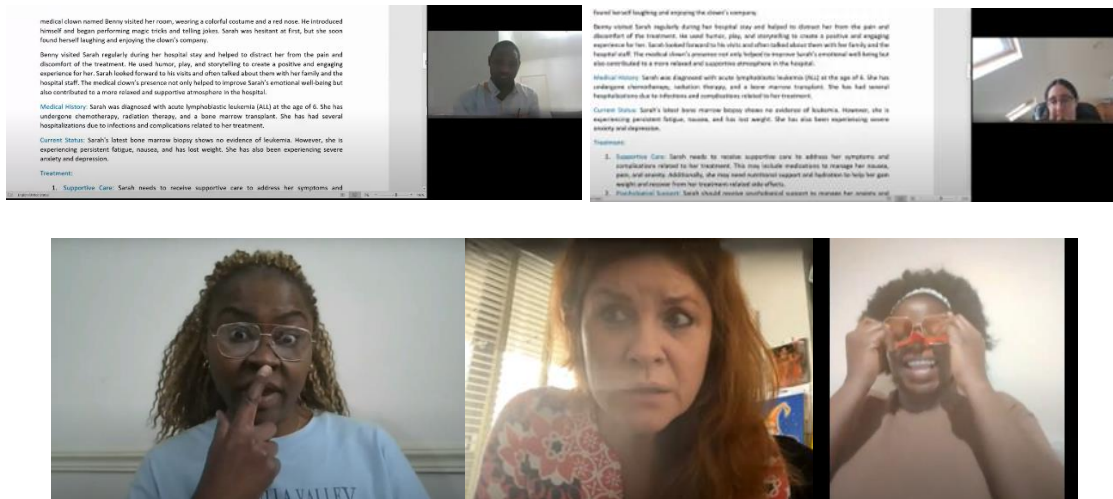 medical clown named Benny visited her room, wearing a colorful costume and a red nose. He introduced
himself and began performing magic tricks and telling jokes. Sarah was hesitant at first, but she soon
found herself laughing and enjoying the clown's company.
Benny visited Sarah regularly during her hospital stay and helped to distract her from the pain and
discomfort of the treatment. He used humor, play, and storytelling to create a positive and engaging
experience for her. Sarah looked forward to his visits and often talked about them with her family and the
hospital staff. The medical clown's presence not only helped to improve Sarah's emotional well-being but
also contributed to a more relaxed and supportive atmosphere in the hospital.
Medical History: Sarah was diagnosed with acute lymphoblastic leukemia (ALL) at the age of 6. She has
undergone chemotherapy, radiation therapy, and a bone marrow transplant. She has had several
hospitalizations due to infections and complications related to her treatment.
Current Status: Sarah's latest bone marrow biopsy shows no evidence of leukemia. However, she is
experiencing persistent fatigue, nausea, and has lost weight. She has also been experiencing severe
anxiety and depression.
Treatment:
1. Supportive Care: Sarah needs to receive supportive care to address her symptoms and
found herself laughing and enjoying the clown's company.
Benny visited Sarah regularly during her hospital stay and helped to distract her from the pain and
discomfort of the treatment. He used humor, play, and storytelling to create a positive and engaging
experience for her. Sarah looked forward to his visits and often talked about them with her family and the
hospital staff. The medical clown's presence not only helped to improve Sarah's emotional well-being but
also contributed to a more relaxed and supportive atmosphere in the hospital.
Medical History: Sarah was diagnosed with acute lymphoblastic leukemia (ALL) at the age of 6. She has
undergone chemotherapy, radiation therapy, and a bone marrow transplant. She has had several
hospitalizations due to infections and complications related to her treatment.
Current Status: Sarah's latest bone marrow biopsy shows no evidence of leukemia. However, she is
experiencing persistent fatigue, nausea, and has lost weight. She has also been experiencing severe
anxiety and depression.
Treatment:
1. Supportive Care: Sarah needs to receive supportive care to address her symptoms and
complications related to her treatment. This may include medications to manage her nausea,
pain, and anxiety. Additionally, she may need nutritional support and hydration to help her gain
weight and recover from her treatment-related side effects.
2. Psychological Support: Sarah should receive psychological support to manage her anxiety and
VALLEY